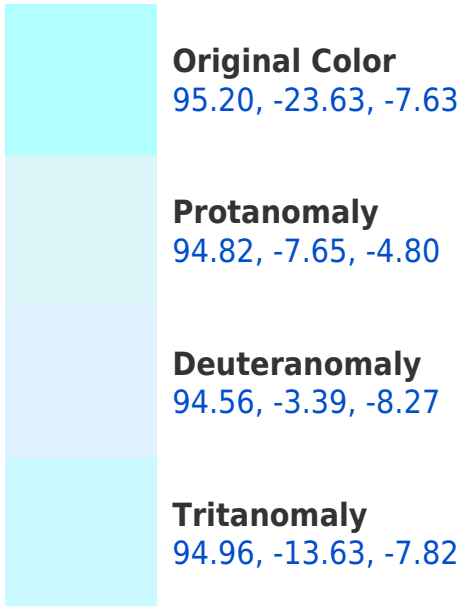 Original Color
95.20, -23.63, -7.63
Protanomaly
94.82, -7.65, -4.80
Deuteranomaly
94.56, -3.39, -8.27
Tritanomaly
94.96, -13.63, -7.82